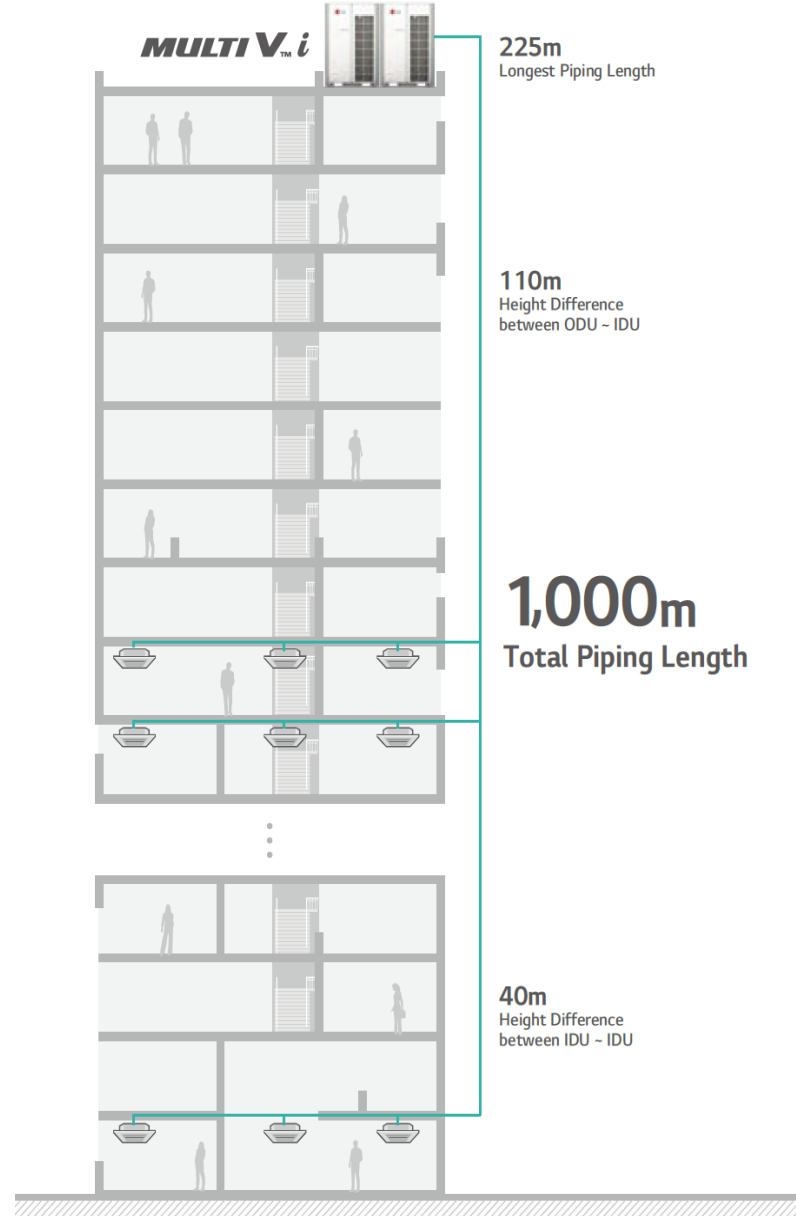 MULTI V™ i
225m
Longest Piping Length
110m
Height Difference
between ODU ~ IDU
1,000m
Total Piping Length
40m
Height Difference
between IDU ~ IDU